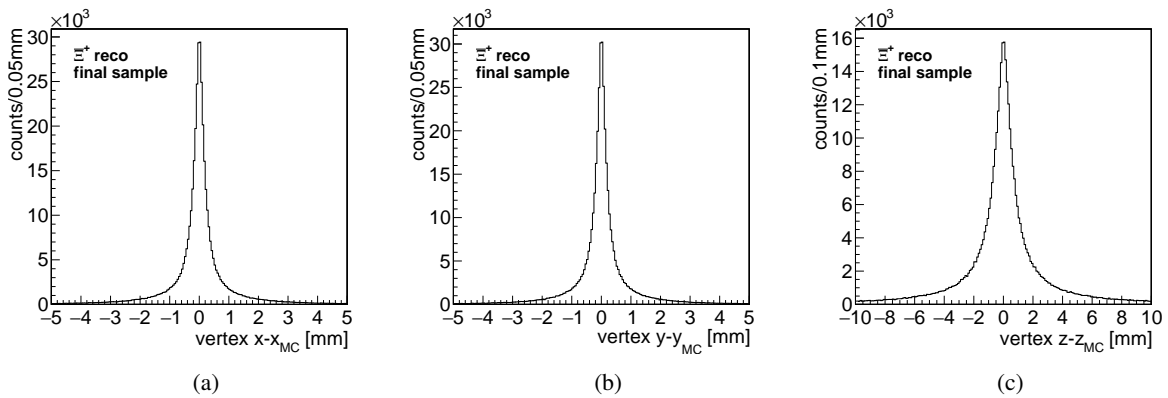 ×10³
counts/0.05mm
30
25
20
15
10
5
0
Ξ̄⁺ reco
final sample
−5 −4 −3 −2 −1 0 1 2 3 4 5
vertex x-x_MC [mm]
(a)
×10³
counts/0.05mm
30
25
20
15
10
5
0
Ξ̄⁺ reco
final sample
−5 −4 −3 −2 −1 0 1 2 3 4 5
vertex y-y_MC [mm]
(b)
×10³
counts/0.1mm
16
14
12
10
8
6
4
2
0
Ξ̄⁺ reco
final sample
−10 −8 −6 −4 −2 0 2 4 6 8 10
vertex z-z_MC [mm]
(c)